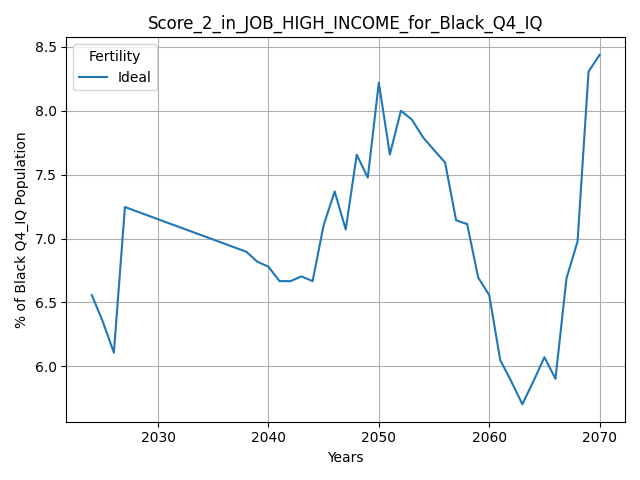 Score_2_in_JOB_HIGH_INCOME_for_Black_Q4_IQ
Fertility
Ideal
% of Black Q4_IQ Population
8.5
8.0
7.5
7.0
6.5
6.0
2030 2040 2050 2060 2070
Years